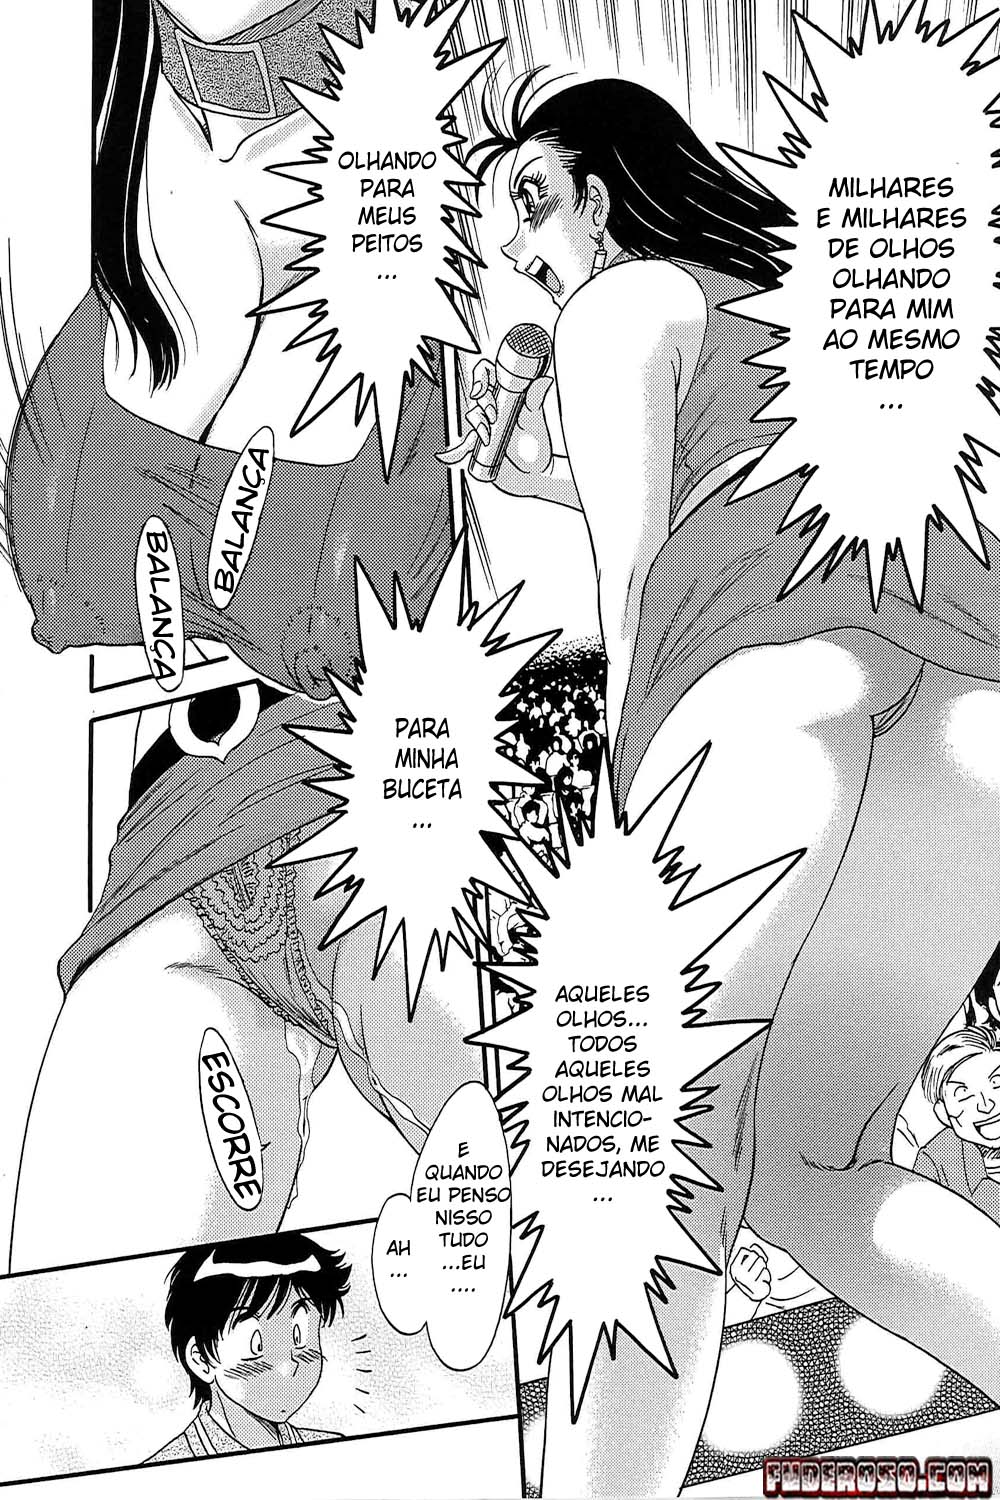 MILHARES
E MILHARES
DE OLHOS
OLHANDO
PARA MIM
AO MESMO
TEMPO
...
OLHANDO
PARA
MEUS
PEITOS
...
BALANÇA
BALANÇA
PARA
MINHA
BUCETA
...
AQUELES
OLHOS...
TODOS
AQUELES
OLHOS MAL
INTENCIO-
NADOS, ME
DESEJANDO
...
ESCORRE
E
QUANDO
EU PENSO
NISSO
TUDO
...EU
....
AH
...
FUDEROSO.COM